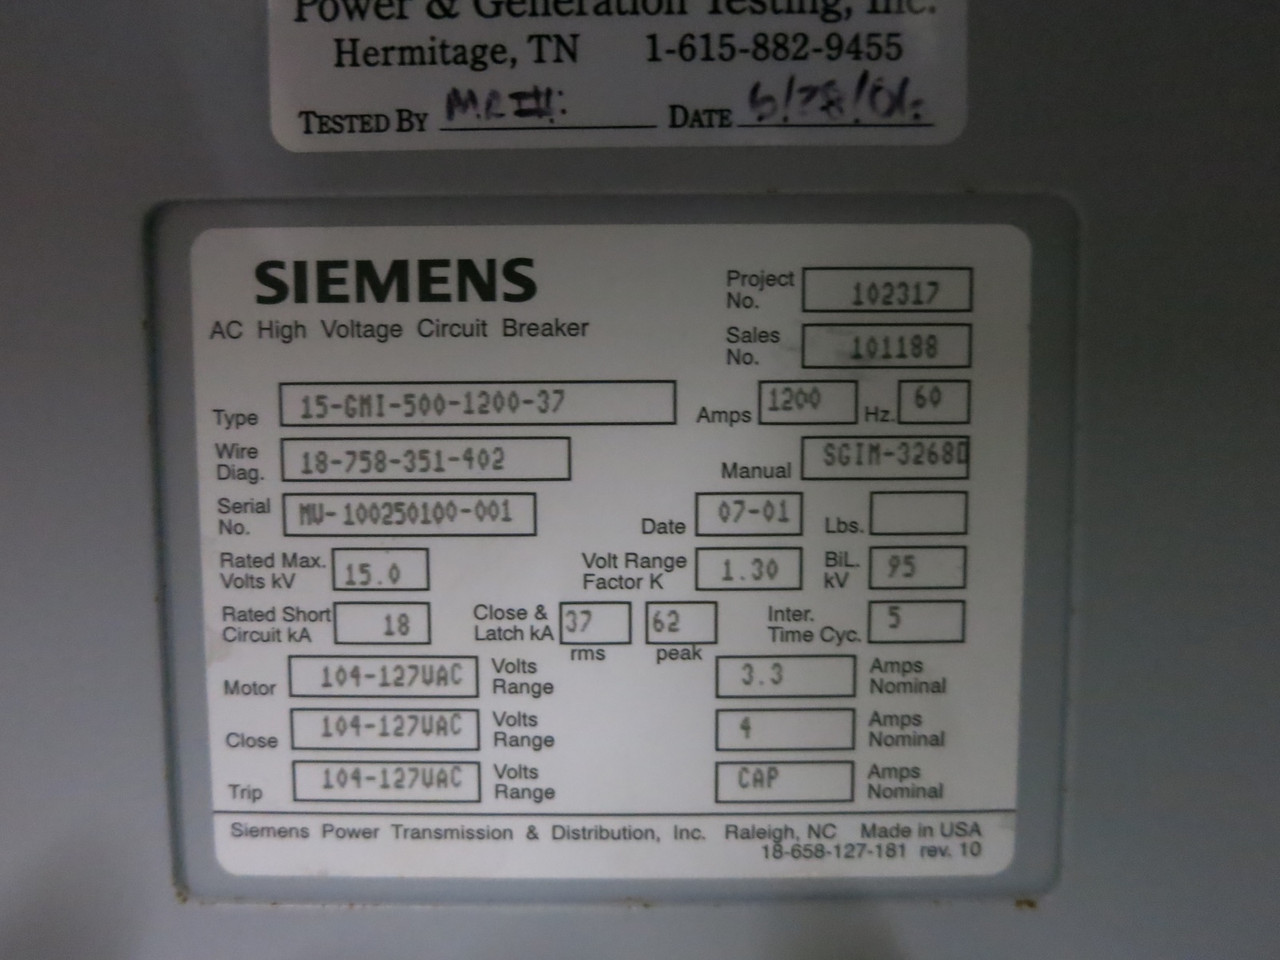 Power & Generation Testing, Inc.
Hermitage, TN 1-615-882-9455
TESTED BY DATE
SIEMENS
AC High Voltage Circuit Breaker
Project No. 102317
Sales No. 101188
Type 15-GMI-500-1200-37 Amps 1200 Hz. 60
Wire Diag. 18-758-351-402 Manual SGIM-3268D
Serial No. MV-100250100-001 Date 07-01 Lbs.
Rated Max. Volts kV 15.0 Volt Range Factor K 1.30 BiL. kV 95
Rated Short Circuit kA 18 Close & Latch kA 37 rms 62 peak Inter. Time Cyc. 5
Motor 104-127VAC Volts Range 3.3 Amps Nominal
Close 104-127VAC Volts Range 4 Amps Nominal
Trip 104-127VAC Volts Range CAP Amps Nominal
Siemens Power Transmission & Distribution, Inc. Raleigh, NC Made in USA
18-658-127-181 rev. 10